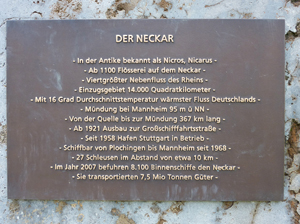 DER NECKAR
- In der Antike bekannt als Nicros, Nicarus -
- Ab 1100 Flösserei auf dem Neckar -
- Viertgrößter Nebenfluss des Rheins -
- Einzugsgebiet 14.000 Quadratkilometer -
- Mit 16 Grad Durchschnittstemperatur wärmster Fluss Deutschlands -
- Mündung bei Mannheim 95 m ü NN -
- Von der Quelle bis zur Mündung 367 km lang -
- Ab 1921 Ausbau zur Großschiffahrtsstraße -
- Seit 1958 Hafen Stuttgart in Betrieb -
- Schiffbar von Plochingen bis Mannheim seit 1968 -
- 27 Schleusen im Abstand von etwa 10 km -
- Im Jahr 2007 befuhren 8.100 Binnenschiffe den Neckar -
- Sie transportierten 7,5 Mio Tonnen Güter -